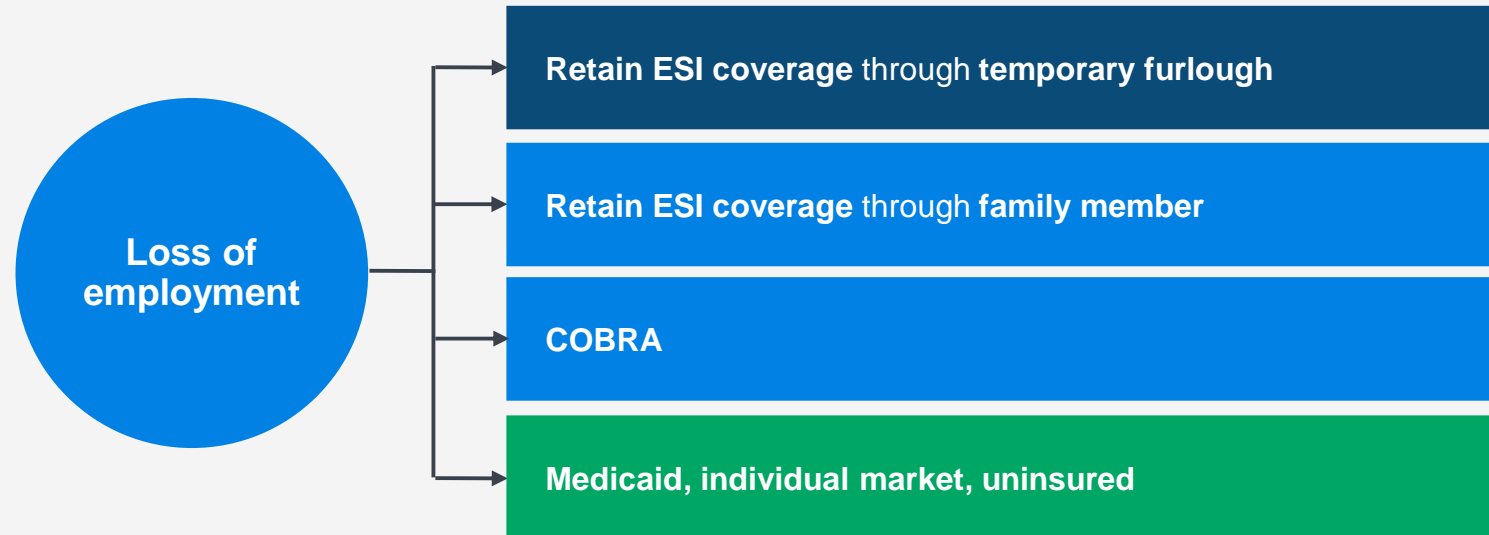 Loss of
employment
Retain ESI coverage through temporary furlough
Retain ESI coverage through family member
COBRA
Medicaid, individual market, uninsured